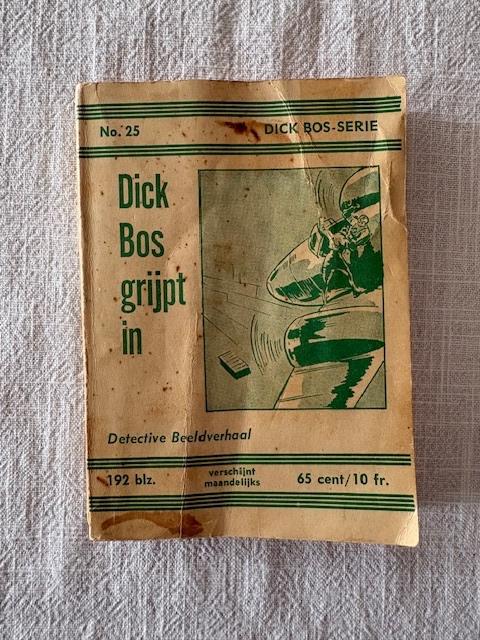 No. 25 DICK BOS-SERIE
Dick
Bos
grijpt
in
Detective Beeldverhaal
192 blz. verschijnt maandelijks 65 cent/10 fr.